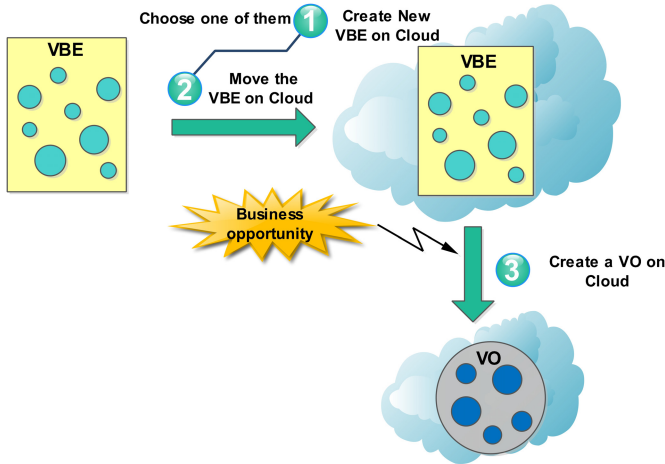 Choose one of them
1
Create New
VBE on Cloud
VBE
2
Move the
VBE on Cloud
VBE
Business
opportunity
3
Create a VO on
Cloud
VO